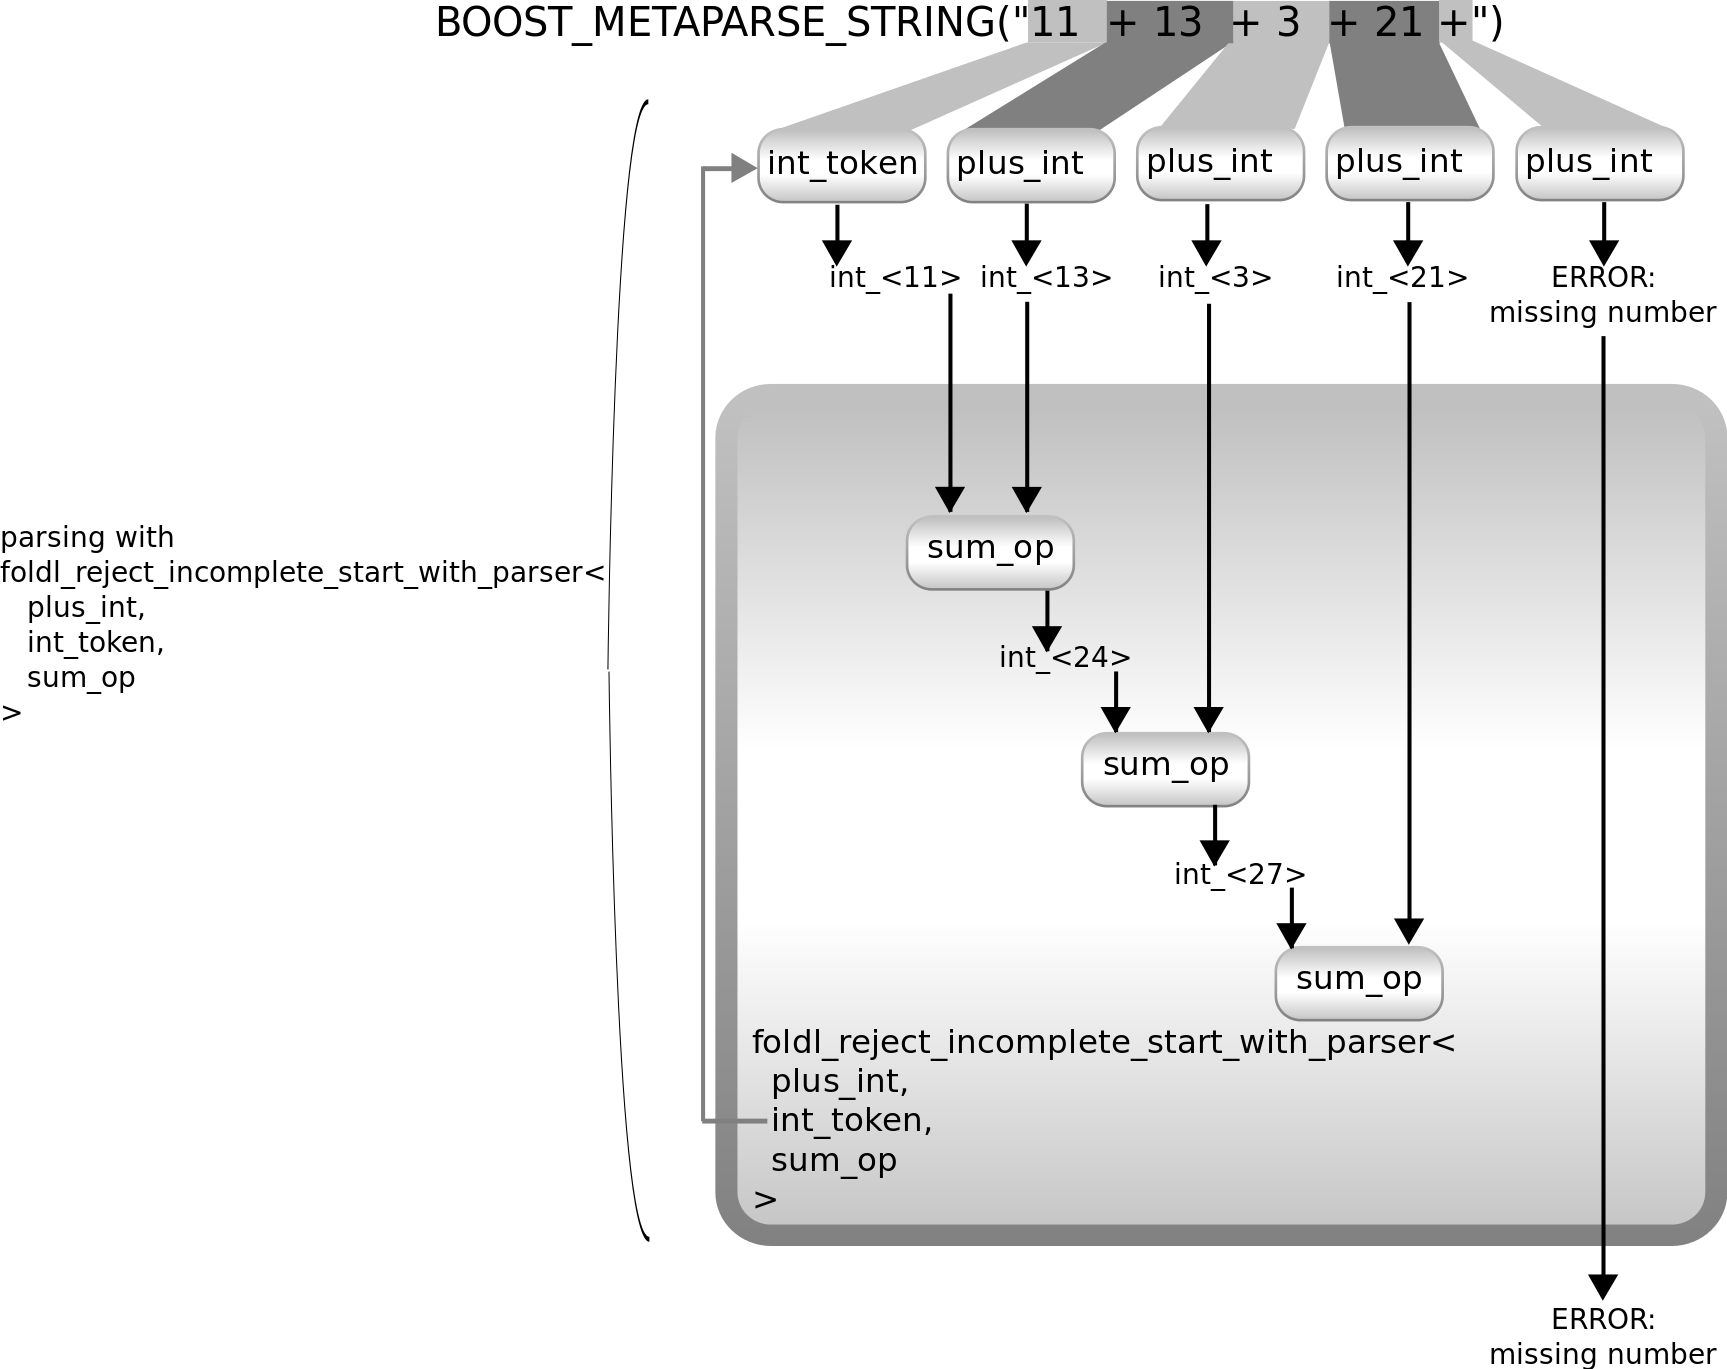 BOOST_METAPARSE_STRING("11 + 13 + 3 + 21 +")
int_token plus_int plus_int plus_int plus_int
int_<11> int_<13> int_<3> int_<21> ERROR:
missing number
parsing with
foldl_reject_incomplete_start_with_parser<
plus_int,
int_token,
sum_op
>
sum_op
int_<24>
sum_op
int_<27>
sum_op
foldl_reject_incomplete_start_with_parser<
plus_int,
int_token,
sum_op
>
ERROR:
missing number